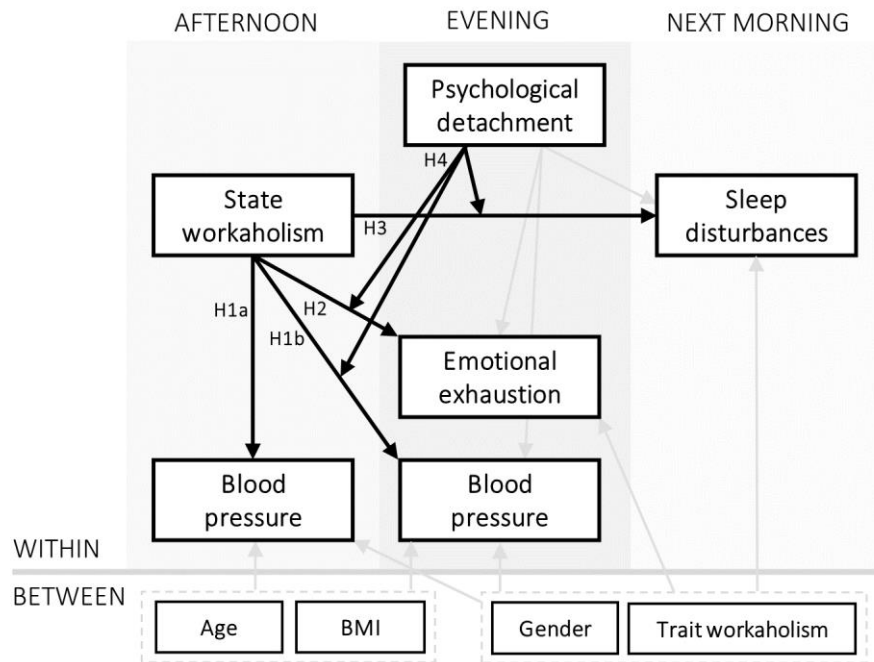 AFTERNOON
EVENING
NEXT MORNING
Psychological
detachment
H4
State
workaholism
H3
Sleep
disturbances
H1a
H2
H1b
Emotional
exhaustion
Blood
pressure
Blood
pressure
WITHIN
BETWEEN
Age
BMI
Gender
Trait workaholism